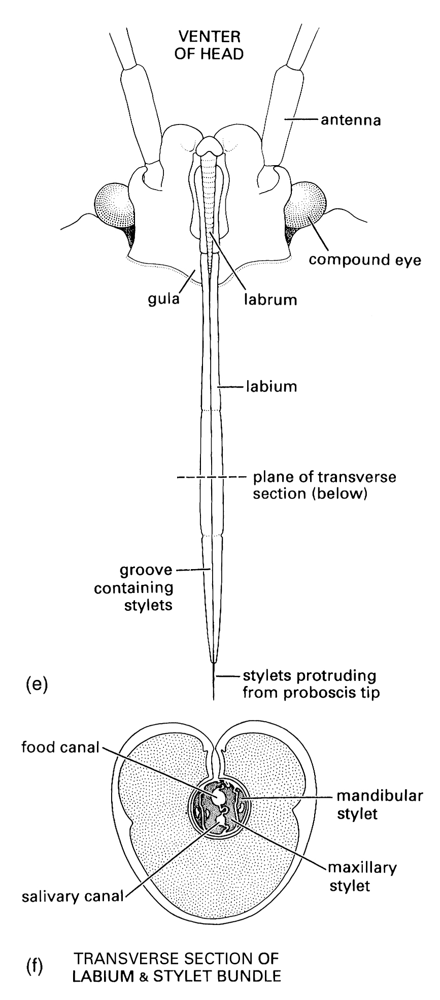 VENTER
OF HEAD
antenna
compound eye
gula
labrum
labium
plane of transverse
section (below)
groove
containing
stylets
(e)
stylets protruding
from proboscis tip
food canal
mandibular
stylet
maxillary
stylet
salivary canal
(f)
TRANSVERSE SECTION OF
LABIUM & STYLET BUNDLE